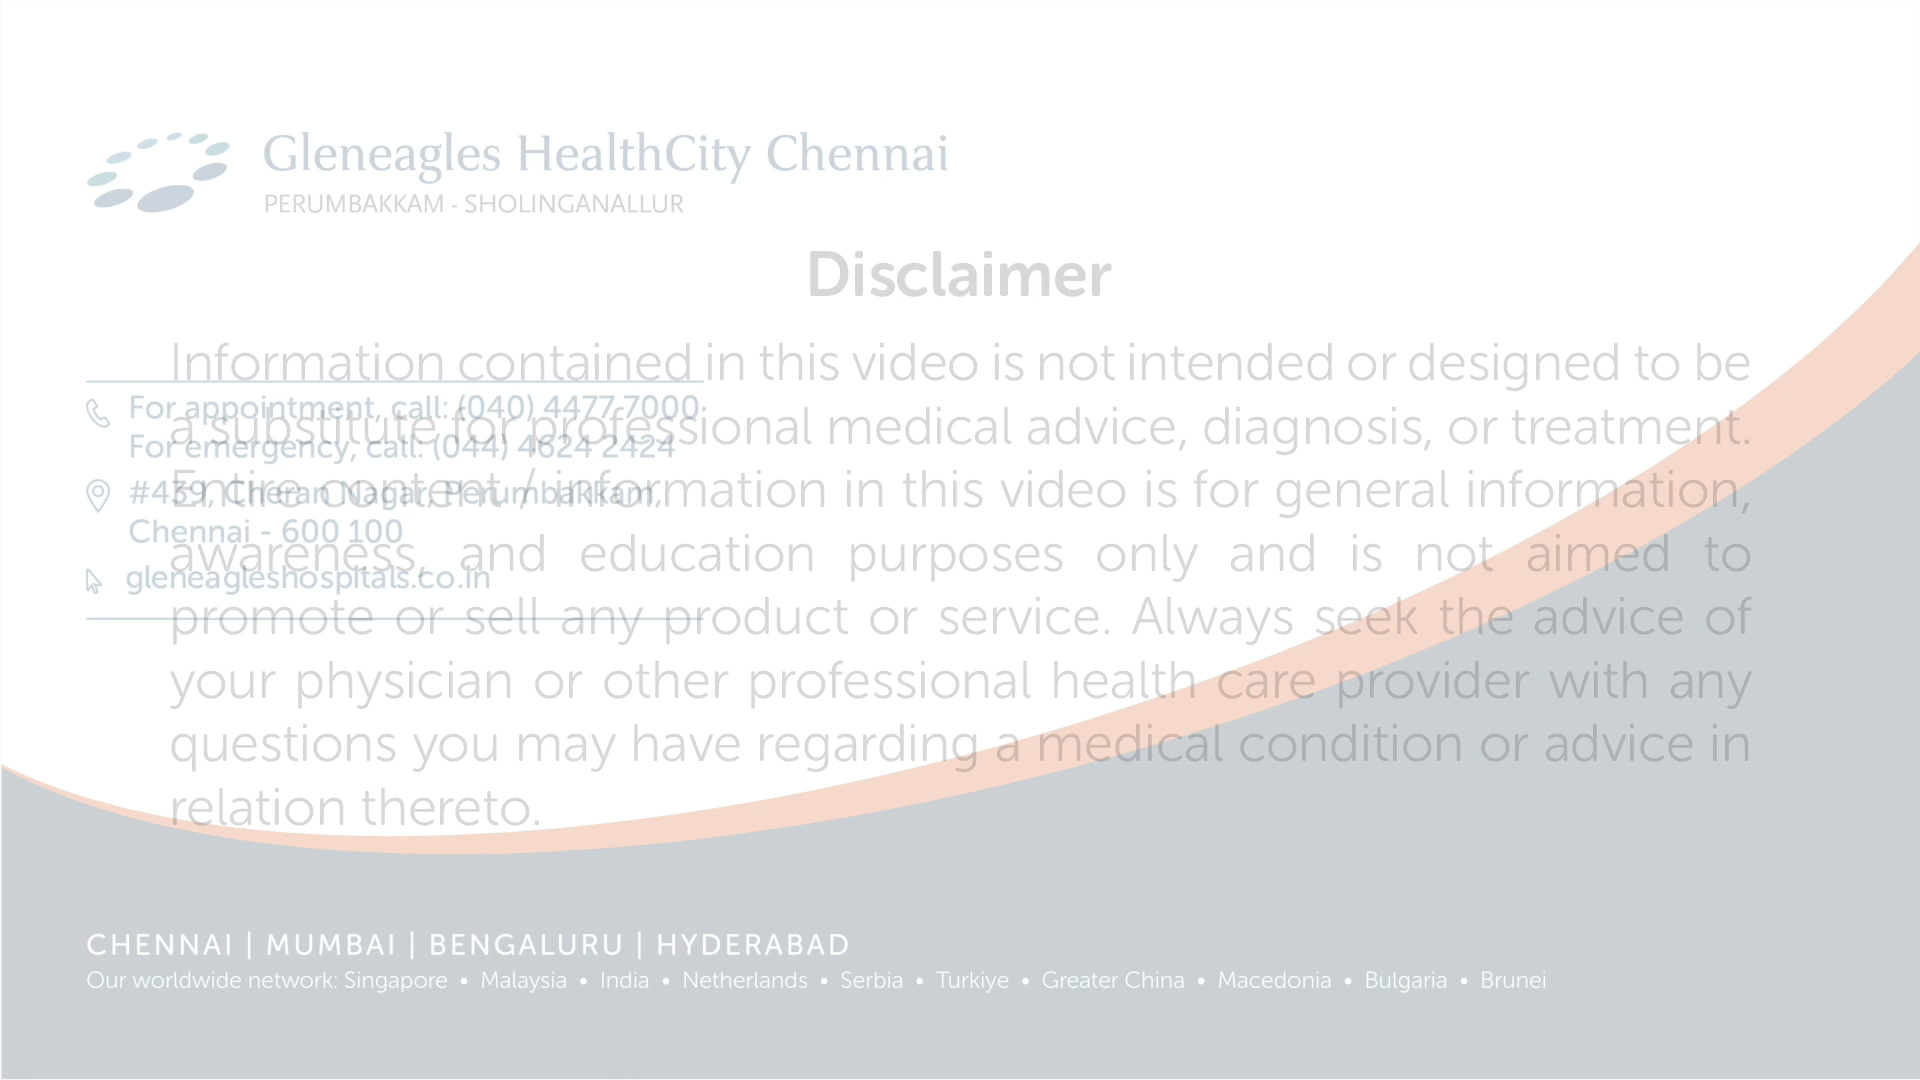 Gleneagles HealthCity Chennai
PERUMBAKKAM - SHOLINGANALLUR
Disclaimer
Information contained in this video is not intended or designed to be
a substitute for professional medical advice, diagnosis, or treatment.
Entire content / information in this video is for general information,
awareness, and education purposes only and is not aimed to
promote or sell any product or service. Always seek the advice of
your physician or other professional health care provider with any
questions you may have regarding a medical condition or advice in
relation thereto.
For appointment, call: (040) 4477 7000
For emergency, call: (044) 4624 2424
#439, Cheran Nagar, Perumbakkam,
Chennai - 600 100
gleneagleshospitals.co.in
CHENNAI | MUMBAI | BENGALURU | HYDERABAD
Our worldwide network: Singapore • Malaysia • India • Netherlands • Serbia • Turkiye • Greater China • Macedonia • Bulgaria • Brunei